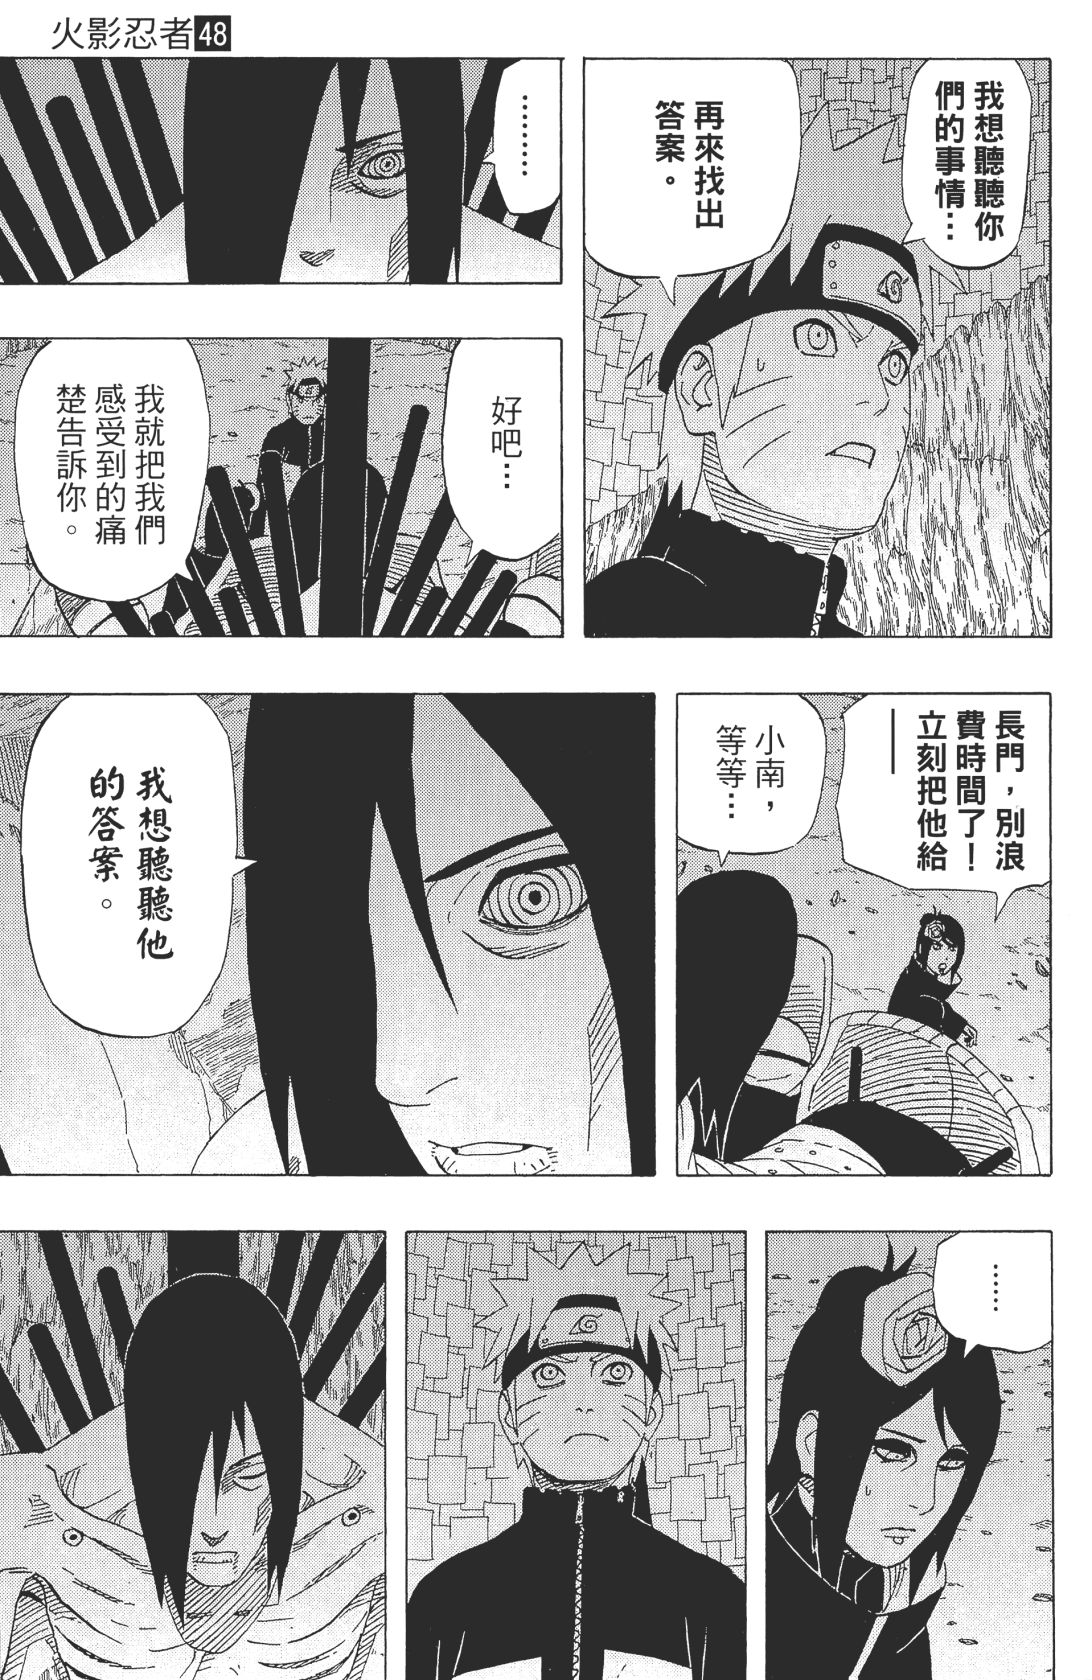 火影忍者48
我想聽聽你
們的事情…
再來找出
答案。
………
好吧…
我就把我們
感受到的痛
楚告訴你。
長門，別浪
費時間了！
立刻把他給
——
小南，
等等…
我想聽聽他
的答案。
……